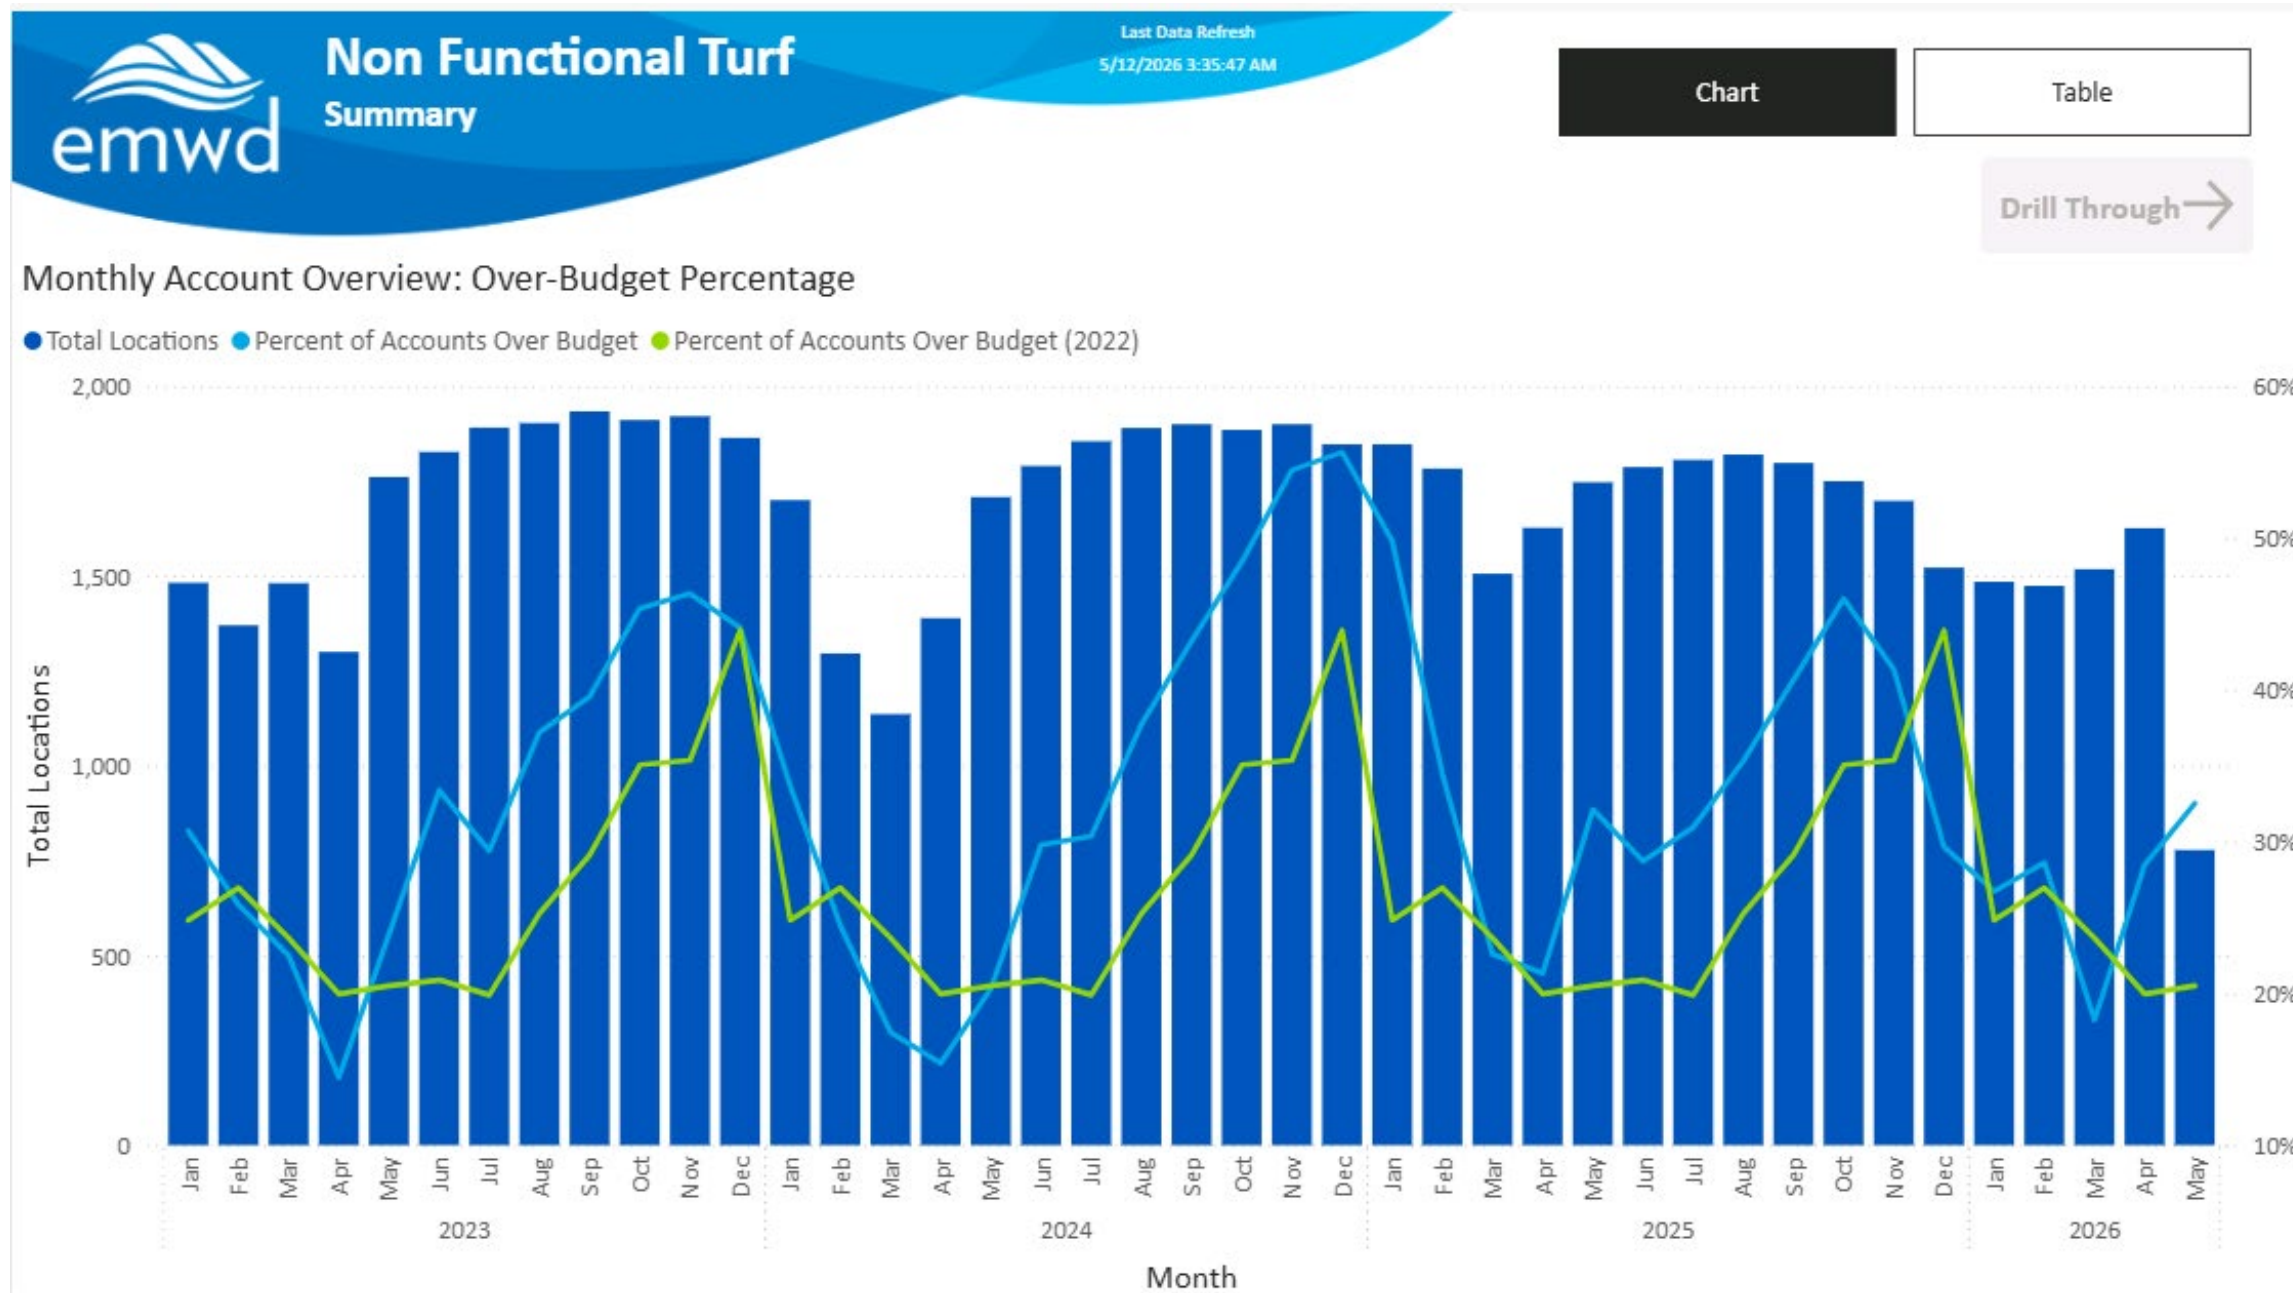 emwd
Non Functional Turf
Summary
Last Data Refresh
5/12/2026 3:35:47 AM
Chart
Table
Drill Through
Monthly Account Overview: Over-Budget Percentage
Total Locations Percent of Accounts Over Budget Percent of Accounts Over Budget (2022)
Total Locations
2,000
1,500
1,000
500
0
60%
50%
40%
30%
20%
10%
Jan Feb Mar Apr May Jun Jul Aug Sep Oct Nov Dec Jan Feb Mar Apr May Jun Jul Aug Sep Oct Nov Dec Jan Feb Mar Apr May Jun Jul Aug Sep Oct Nov Dec Jan Feb Mar Apr May
2023 2024 2025 2026
Month